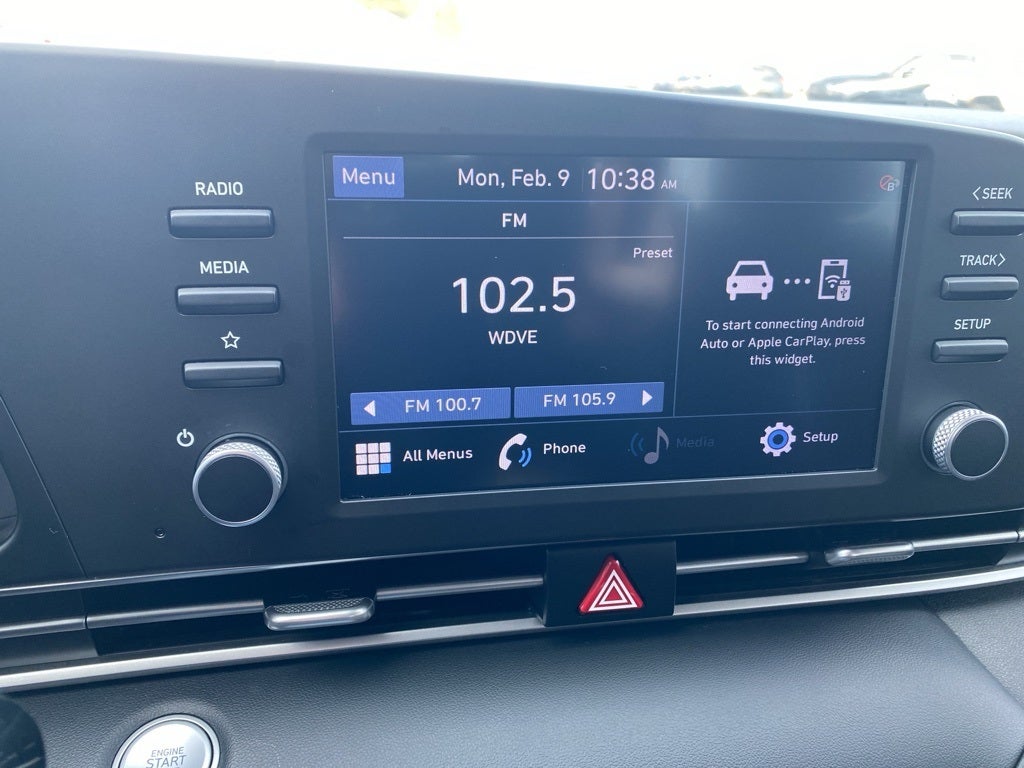 RADIO
MEDIA
Menu
Mon, Feb. 9 10:38 AM
FM
Preset
102.5
WDVE
FM 100.7
FM 105.9
To start connecting Android
Auto or Apple CarPlay, press
this widget.
All Menus
Phone
Media
Setup
SEEK
TRACK
SETUP
ENGINE
START